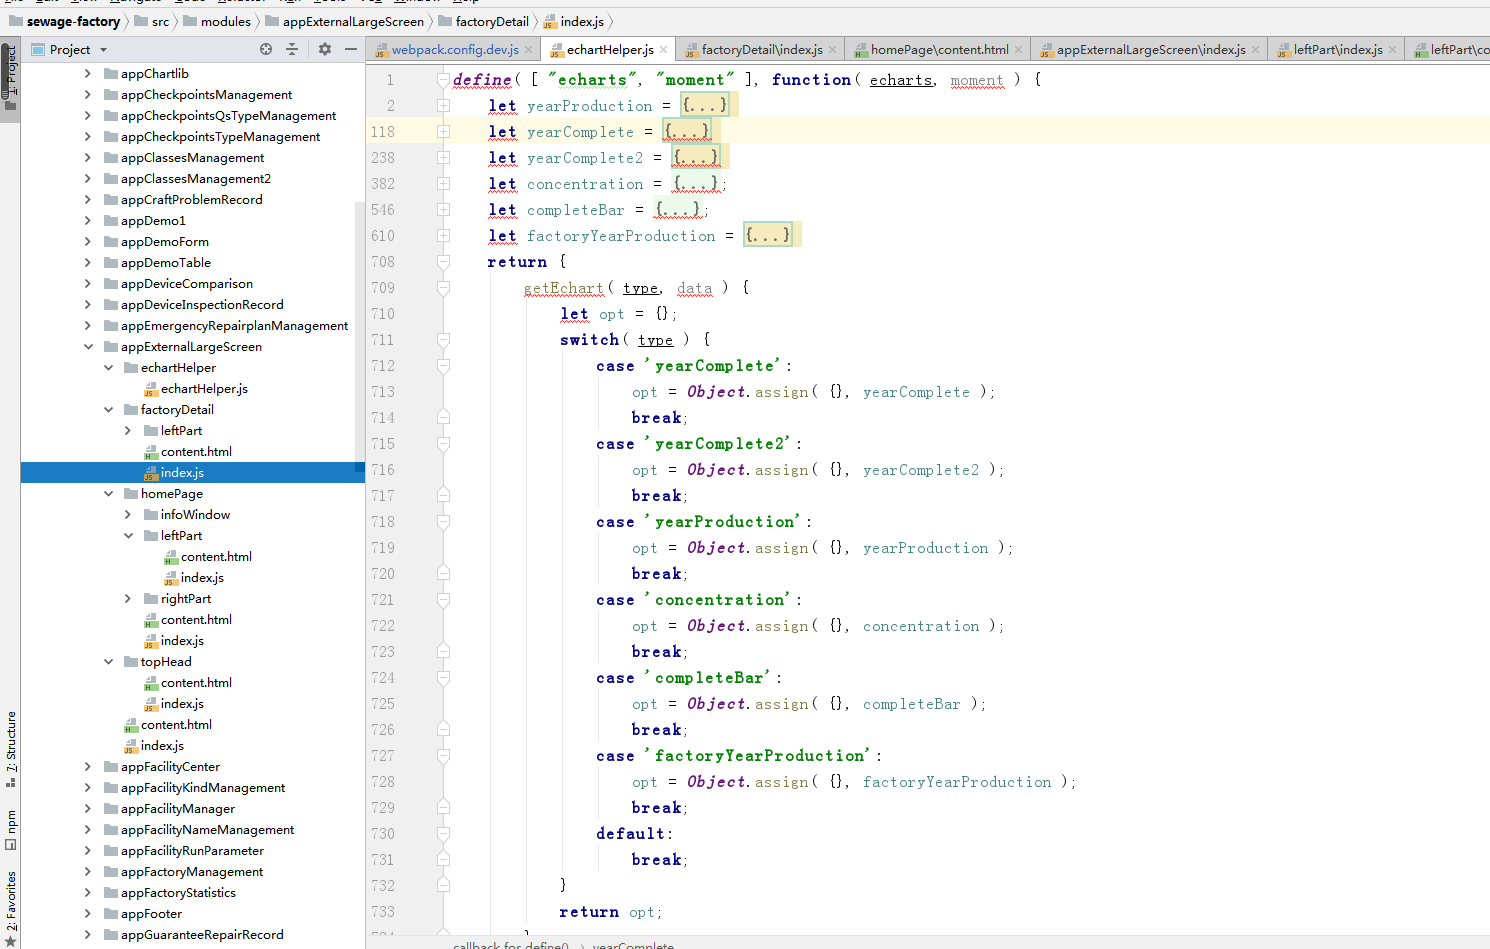 sewage-factory
src
modules
appExternalLargeScreen
factoryDetail
index.js
Project
webpack.config.dev.js
echartHelper.js
factoryDetail\index.js
homePage\content.html
appExternalLargeScreen\index.js
leftPart\index.js
leftPart\co
1: Project
appChartlib
appCheckpointsManagement
appCheckpointsQsTypeManagement
appCheckpointsTypeManagement
appClassesManagement
appClassesManagement2
appCraftProblemRecord
appDemo1
appDemoForm
appDemoTable
appDeviceComparison
appDeviceInspectionRecord
appEmergencyRepairplanManagement
appExternalLargeScreen
echartHelper
echartHelper.js
factoryDetail
leftPart
content.html
index.js
homePage
infoWindow
leftPart
content.html
index.js
rightPart
content.html
index.js
topHead
content.html
index.js
content.html
index.js
appFacilityCenter
appFacilityKindManagement
appFacilityManager
appFacilityNameManagement
appFacilityRunParameter
appFactoryManagement
appFactoryStatistics
appFooter
appGuaranteeRepairRecord
7: Structure
npm
2: Favorites
1 define( [ "echarts", "moment" ], function( echarts, moment ) {
2 let yearProduction = {...}
118 let yearComplete = {...}
238 let yearComplete2 = {...}
382 let concentration = {...};
546 let completeBar = {...};
610 let factoryYearProduction = {...}
708 return {
709 getEchart( type, data ) {
710 let opt = {};
711 switch( type ) {
712 case 'yearComplete':
713 opt = Object.assign( {}, yearComplete );
714 break;
715 case 'yearComplete2':
716 opt = Object.assign( {}, yearComplete2 );
717 break;
718 case 'yearProduction':
719 opt = Object.assign( {}, yearProduction );
720 break;
721 case 'concentration':
722 opt = Object.assign( {}, concentration );
723 break;
724 case 'completeBar':
725 opt = Object.assign( {}, completeBar );
726 break;
727 case 'factoryYearProduction':
728 opt = Object.assign( {}, factoryYearProduction );
729 break;
730 default:
731 break;
732 }
733 return opt;
callback for define() > yearComplete